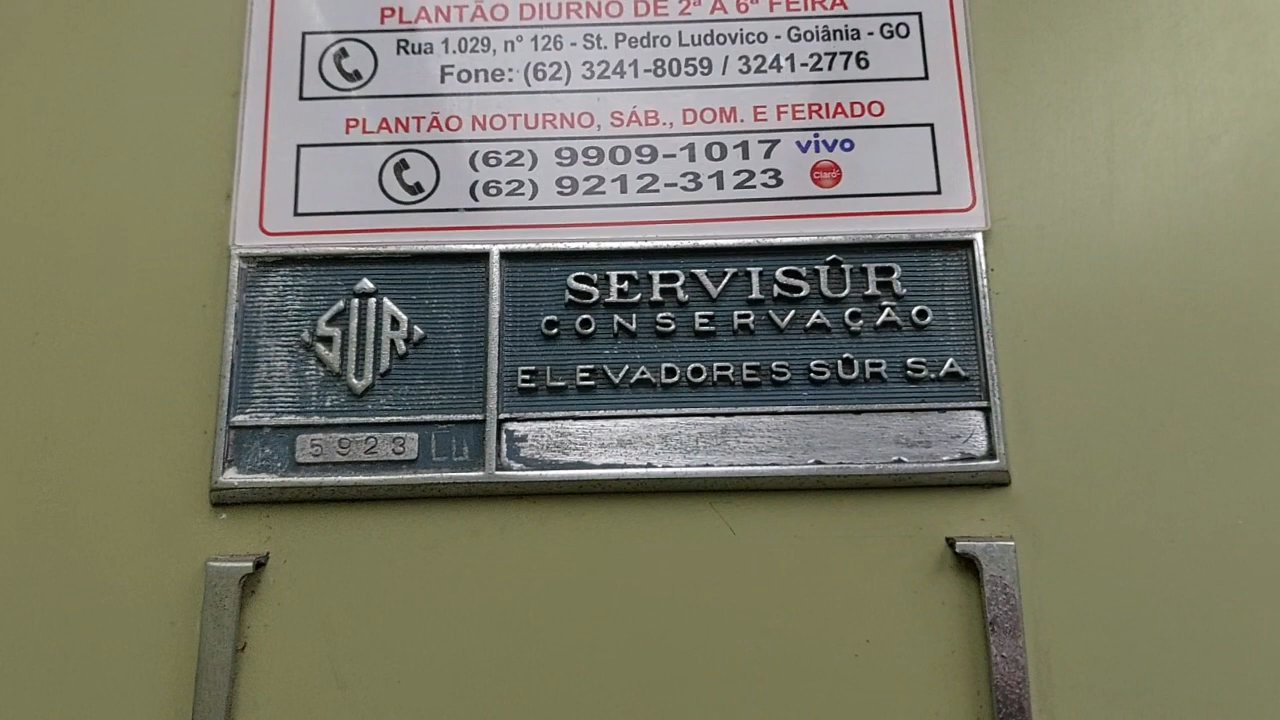 PLANTÃO DIURNO DE 2ª A 6ª FEIRA
Rua 1.029, n° 126 - St. Pedro Ludovico - Goiânia - GO
Fone: (62) 3241-8059 / 3241-2776
PLANTÃO NOTURNO, SÁB., DOM. E FERIADO
(62) 9909-1017 vivo
(62) 9212-3123 Claro
SÛR
SERVISÛR
CONSERVAÇÃO
ELEVADORES SÛR S.A
5923